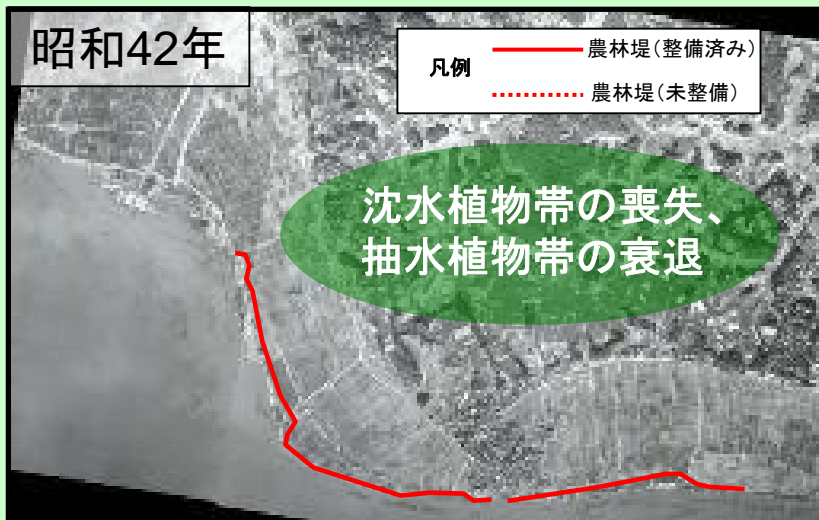 昭和42年
凡例
農林堤(整備済み)
農林堤(未整備)
沈水植物帯の喪失、
抽水植物帯の衰退